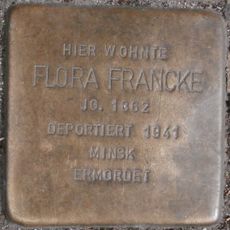 HIER WOHNTE
FLORA FRANCKE
JG. 1862
DEPORTIERT 1941
MINSK
ERMORDET